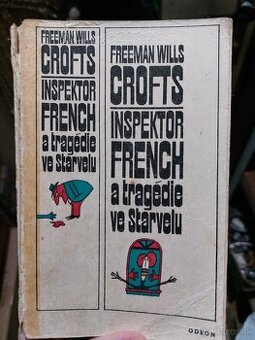 FREEMAN WILLS
CROFTS
INSPEKTOR
FRENCH
a tragédie
ve Starvelu
FREEMAN WILLS
CROFTS
INSPEKTOR
FRENCH
a tragédie
ve Starvelu
ODEON